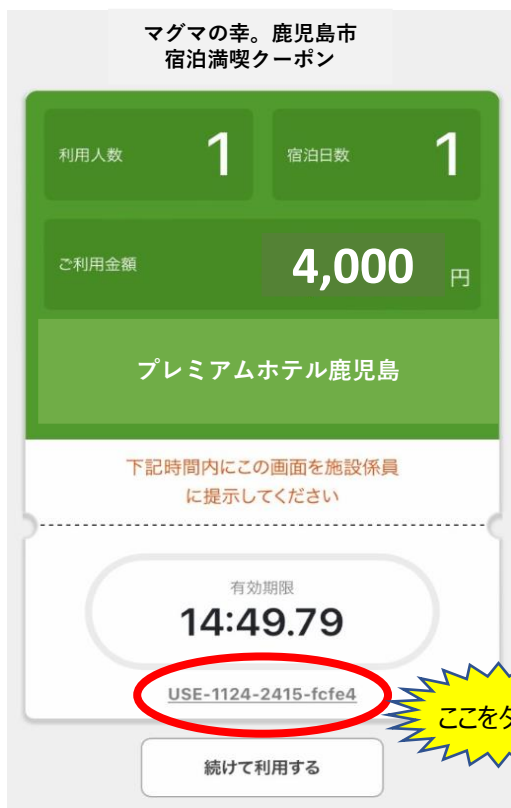 マグマの幸。鹿児島市
宿泊満喫クーポン
利用人数 1 宿泊日数 1
ご利用金額 4,000 円
プレミアムホテル鹿児島
下記時間内にこの画面を施設係員
に提示してください
有効期限
14:49.79
USE-1124-2415-fcfe4
ここを
続けて利用する